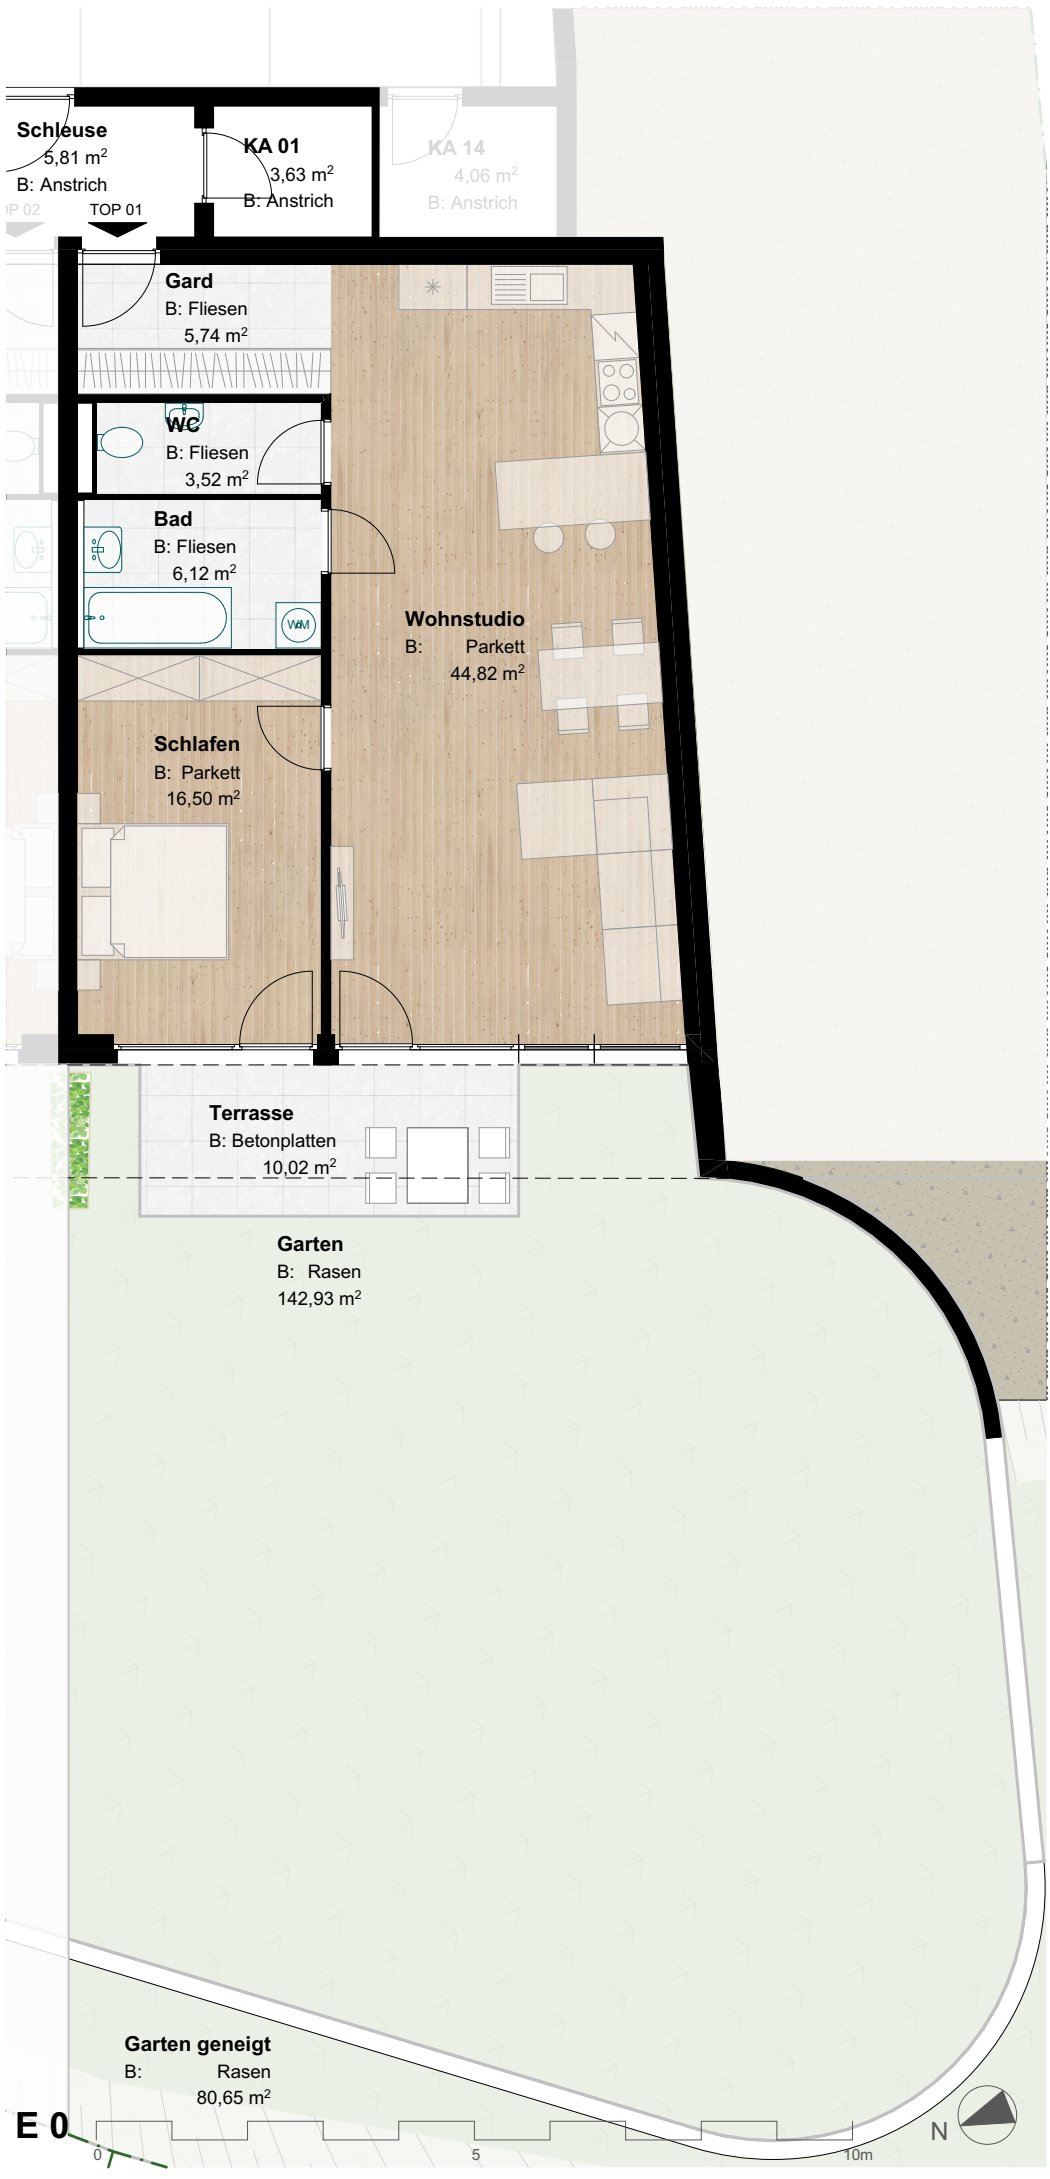 Schleuse
5,81 m²
B: Anstrich
KA 01
3,63 m²
B: Anstrich
KA 14
4,06 m²
B: Anstrich
OP 02
TOP 01
Gard
B: Fliesen
5,74 m²
WC
B: Fliesen
3,52 m²
Bad
B: Fliesen
6,12 m²
WM
Wohnstudio
B: Parkett
44,82 m²
Schlafen
B: Parkett
16,50 m²
Terrasse
B: Betonplatten
10,02 m²
Garten
B: Rasen
142,93 m²
Garten geneigt
B: Rasen
80,65 m²
E 0
0 5 10m
N